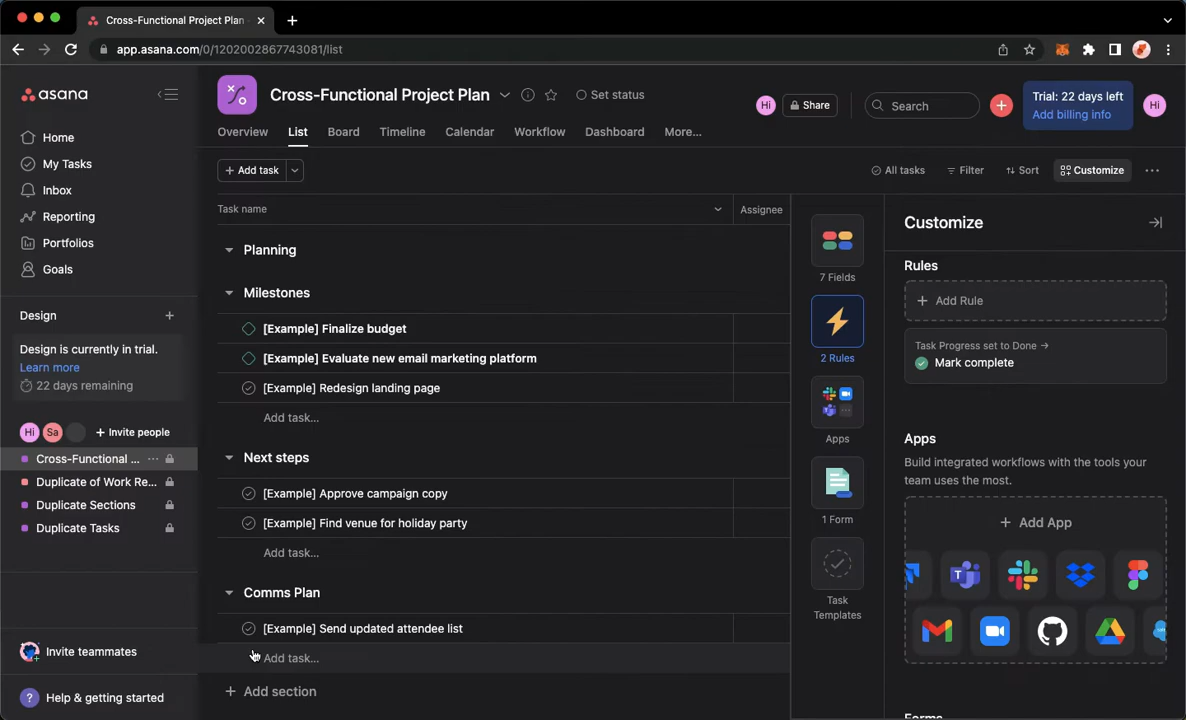 Cross-Functional Project Plan
app.asana.com/0/1202002867743081/list
asana
Home
My Tasks
Inbox
Reporting
Portfolios
Goals
Design
Design is currently in trial.
Learn more
22 days remaining
Hi
Sa
Invite people
Cross-Functional ...
Duplicate of Work Re...
Duplicate Sections
Duplicate Tasks
Invite teammates
? Help & getting started
Cross-Functional Project Plan
Set status
Hi
Share
Search
Trial: 22 days left
Add billing info
Hi
Overview
List
Board
Timeline
Calendar
Workflow
Dashboard
More...
+ Add task
All tasks
Filter
Sort
Customize
Task name
Assignee
Planning
Milestones
[Example] Finalize budget
[Example] Evaluate new email marketing platform
[Example] Redesign landing page
Add task...
Next steps
[Example] Approve campaign copy
[Example] Find venue for holiday party
Add task...
Comms Plan
[Example] Send updated attendee list
Add task...
+ Add section
7 Fields
2 Rules
Apps
1 Form
Task
Templates
Customize
Rules
+ Add Rule
Task Progress set to Done →
Mark complete
Apps
Build integrated workflows with the tools your
team uses the most.
+ Add App